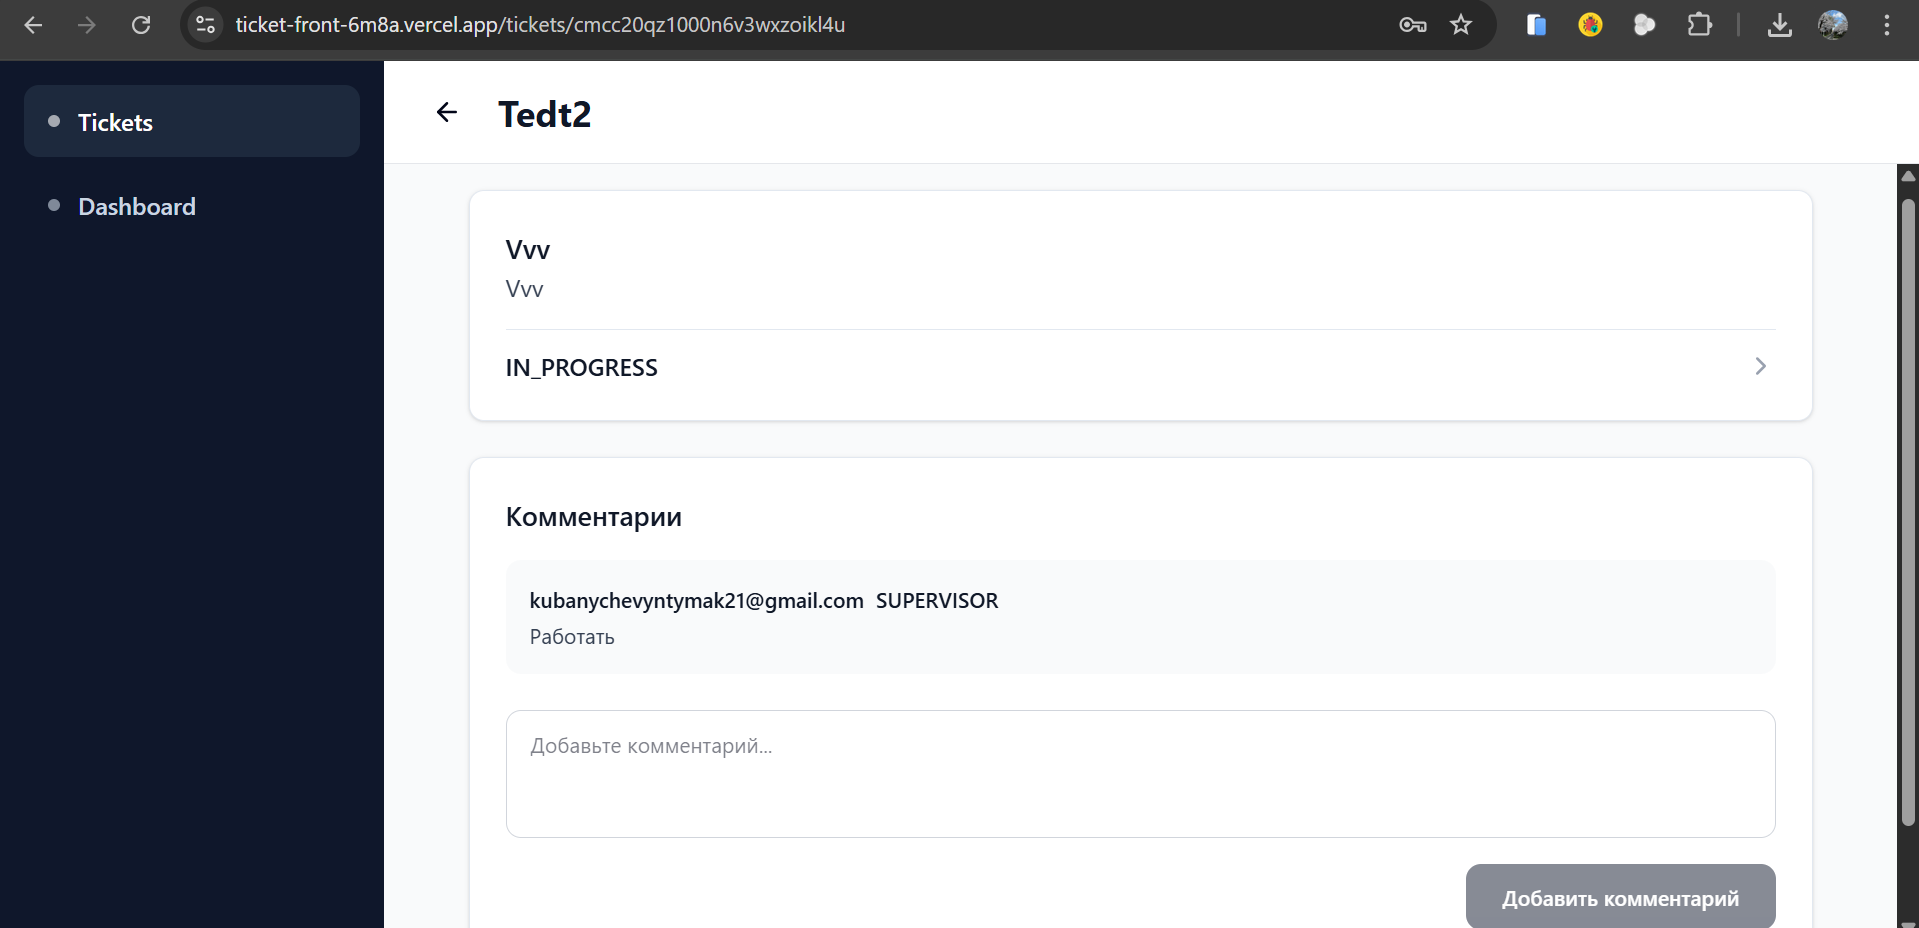 ticket-front-6m8a.vercel.app/tickets/cmcc20qz1000n6v3wxzoikl4u
Tickets
Dashboard
Tedt2
Vvv
Vvv
IN_PROGRESS
Комментарии
kubanychevyntymak21@gmail.com SUPERVISOR
Работать
Добавьте комментарий...
Добавить комментарий